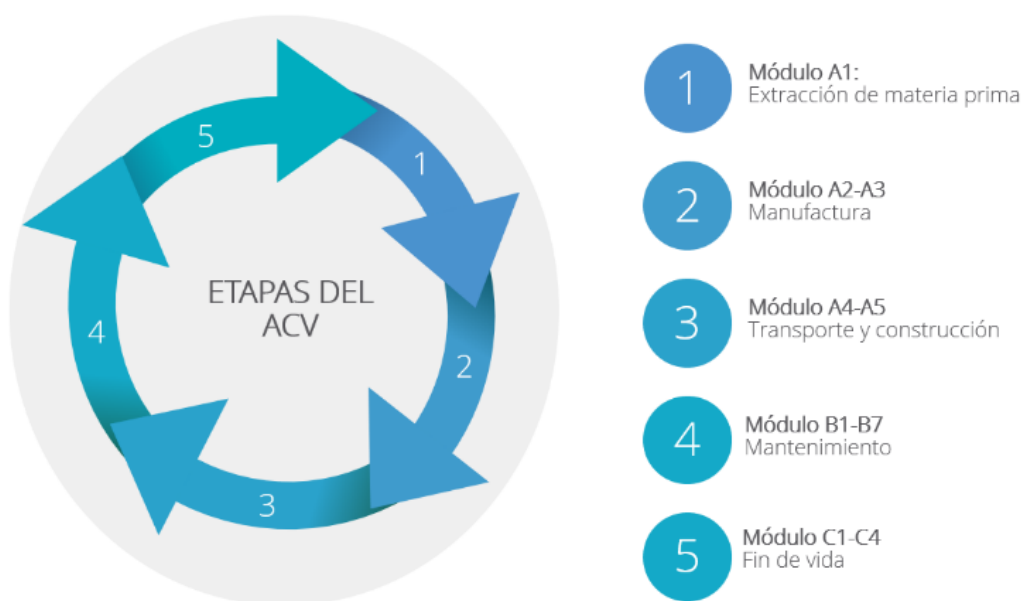 5
1
ETAPAS DEL
ACV
4
2
3
1
Módulo A1:
Extracción de materia prima
2
Módulo A2-A3
Manufactura
3
Módulo A4-A5
Transporte y construcción
4
Módulo B1-B7
Mantenimiento
5
Módulo C1-C4
Fin de vida